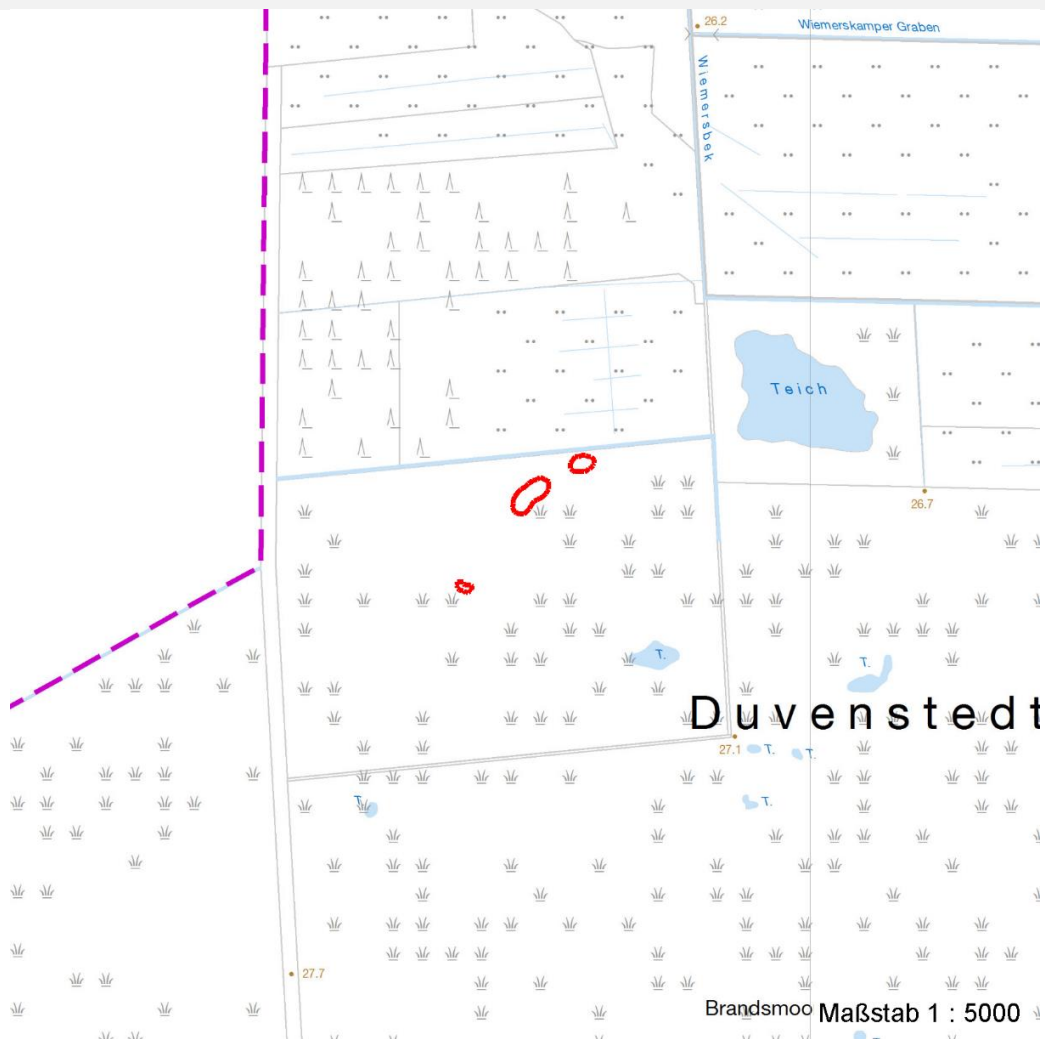 26.2
Wiemerskamper Graben
Wiemersbek
Teich
26.7
T.
T.
Duvenstedt
27.1
T.
T.
T.
T.
27.7
Brandsmoo
Maßstab 1 : 5000